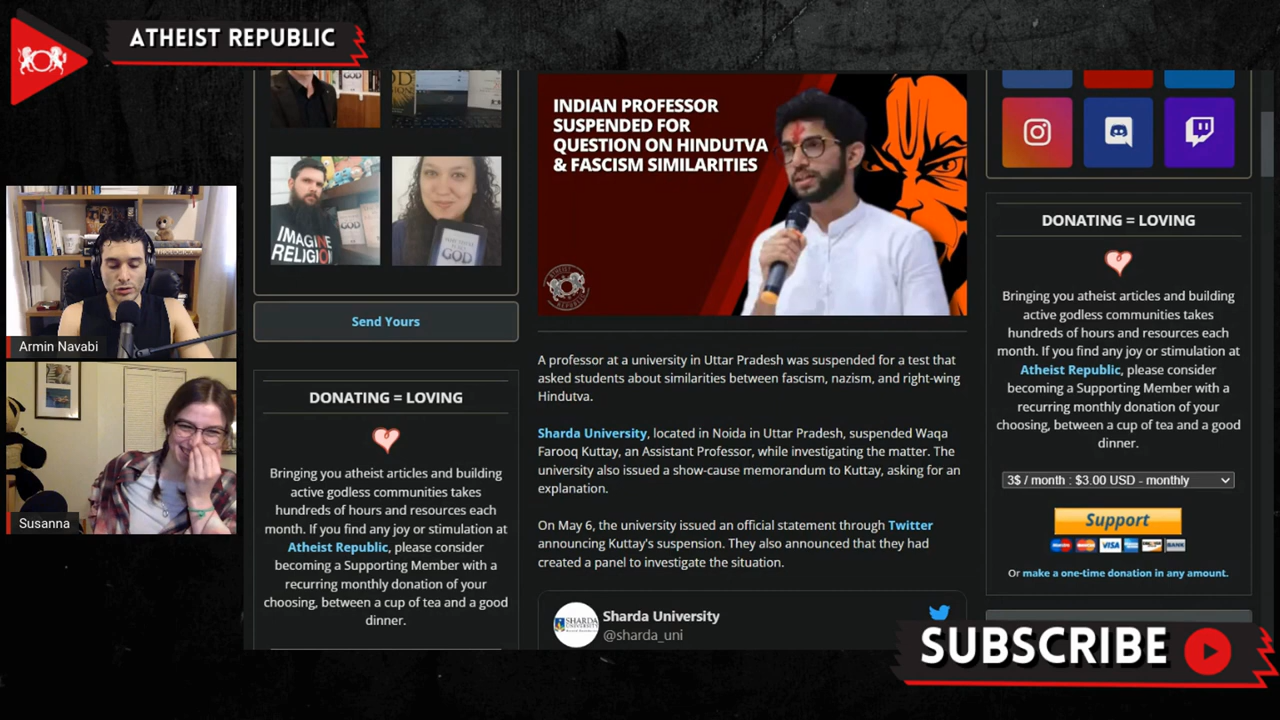 ATHEIST REPUBLIC
Armin Navabi
Susanna
IMAGINE
RELIGION
GOD
Send Yours
DONATING = LOVING
Bringing you atheist articles and building
active godless communities takes
hundreds of hours and resources each
month. If you find any joy or stimulation at
Atheist Republic, please consider
becoming a Supporting Member with a
recurring monthly donation of your
choosing, between a cup of tea and a good
dinner.
INDIAN PROFESSOR
SUSPENDED FOR
QUESTION ON HINDUTVA
& FASCISM SIMILARITIES
A professor at a university in Uttar Pradesh was suspended for a test that
asked students about similarities between fascism, nazism, and right-wing
Hindutva.
Sharda University, located in Noida in Uttar Pradesh, suspended Waqa
Farooq Kuttay, an Assistant Professor, while investigating the matter. The
university also issued a show-cause memorandum to Kuttay, asking for an
explanation.
On May 6, the university issued an official statement through Twitter
announcing Kuttay's suspension. They also announced that they had
created a panel to investigate the situation.
SHARDA
UNIVERSITY
Sharda University
@sharda_uni
DONATING = LOVING
Bringing you atheist articles and building
active godless communities takes
hundreds of hours and resources each
month. If you find any joy or stimulation at
Atheist Republic, please consider
becoming a Supporting Member with a
recurring monthly donation of your
choosing, between a cup of tea and a good
dinner.
3$ / month : $3.00 USD - monthly
Support
VISA
BANK
Or make a one-time donation in any amount.
SUBSCRIBE